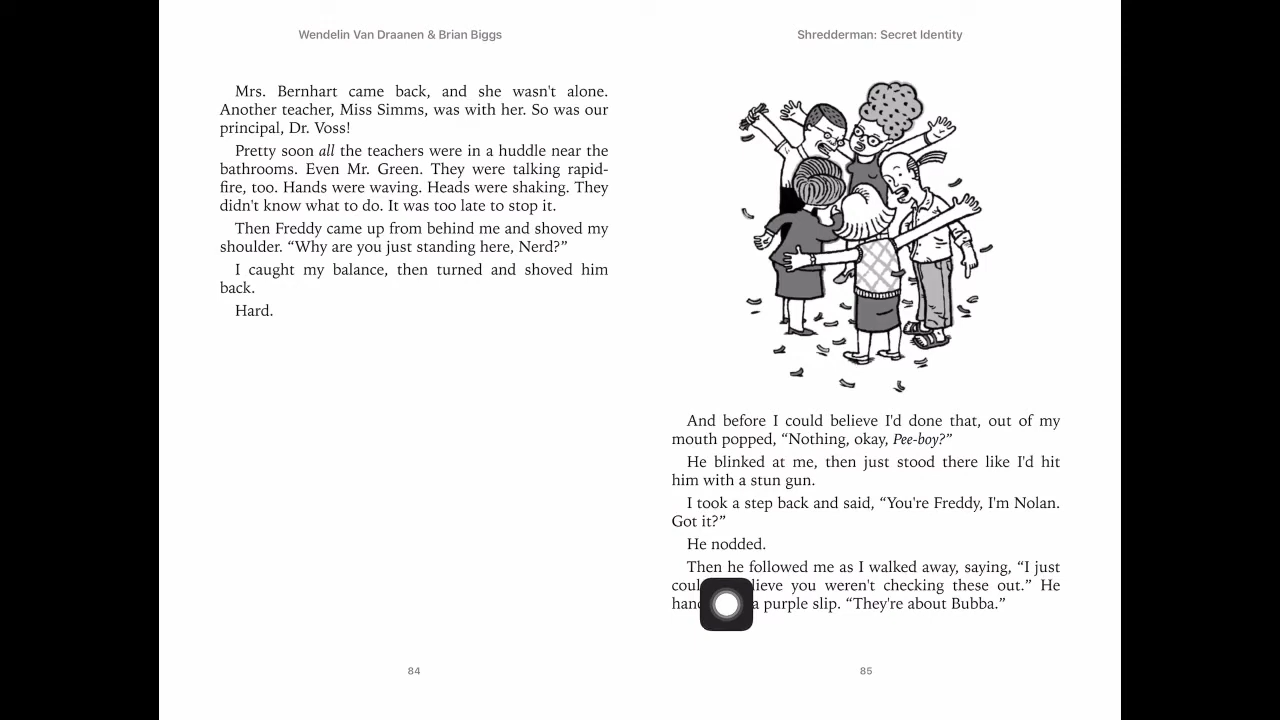 Wendelin Van Draanen & Brian Biggs
Mrs. Bernhart came back, and she wasn't alone.
Another teacher, Miss Simms, was with her. So was our
principal, Dr. Voss!
Pretty soon all the teachers were in a huddle near the
bathrooms. Even Mr. Green. They were talking rapid-
fire, too. Hands were waving. Heads were shaking. They
didn't know what to do. It was too late to stop it.
Then Freddy came up from behind me and shoved my
shoulder. “Why are you just standing here, Nerd?”
I caught my balance, then turned and shoved him
back.
Hard.
84
Shredderman: Secret Identity
And before I could believe I'd done that, out of my
mouth popped, “Nothing, okay, Pee-boy?”
He blinked at me, then just stood there like I'd hit
him with a stun gun.
I took a step back and said, “You're Freddy, I'm Nolan.
Got it?”
He nodded.
Then he followed me as I walked away, saying, “I just
you weren't checking these out.” He
a purple slip. “They're about Bubba.”
85